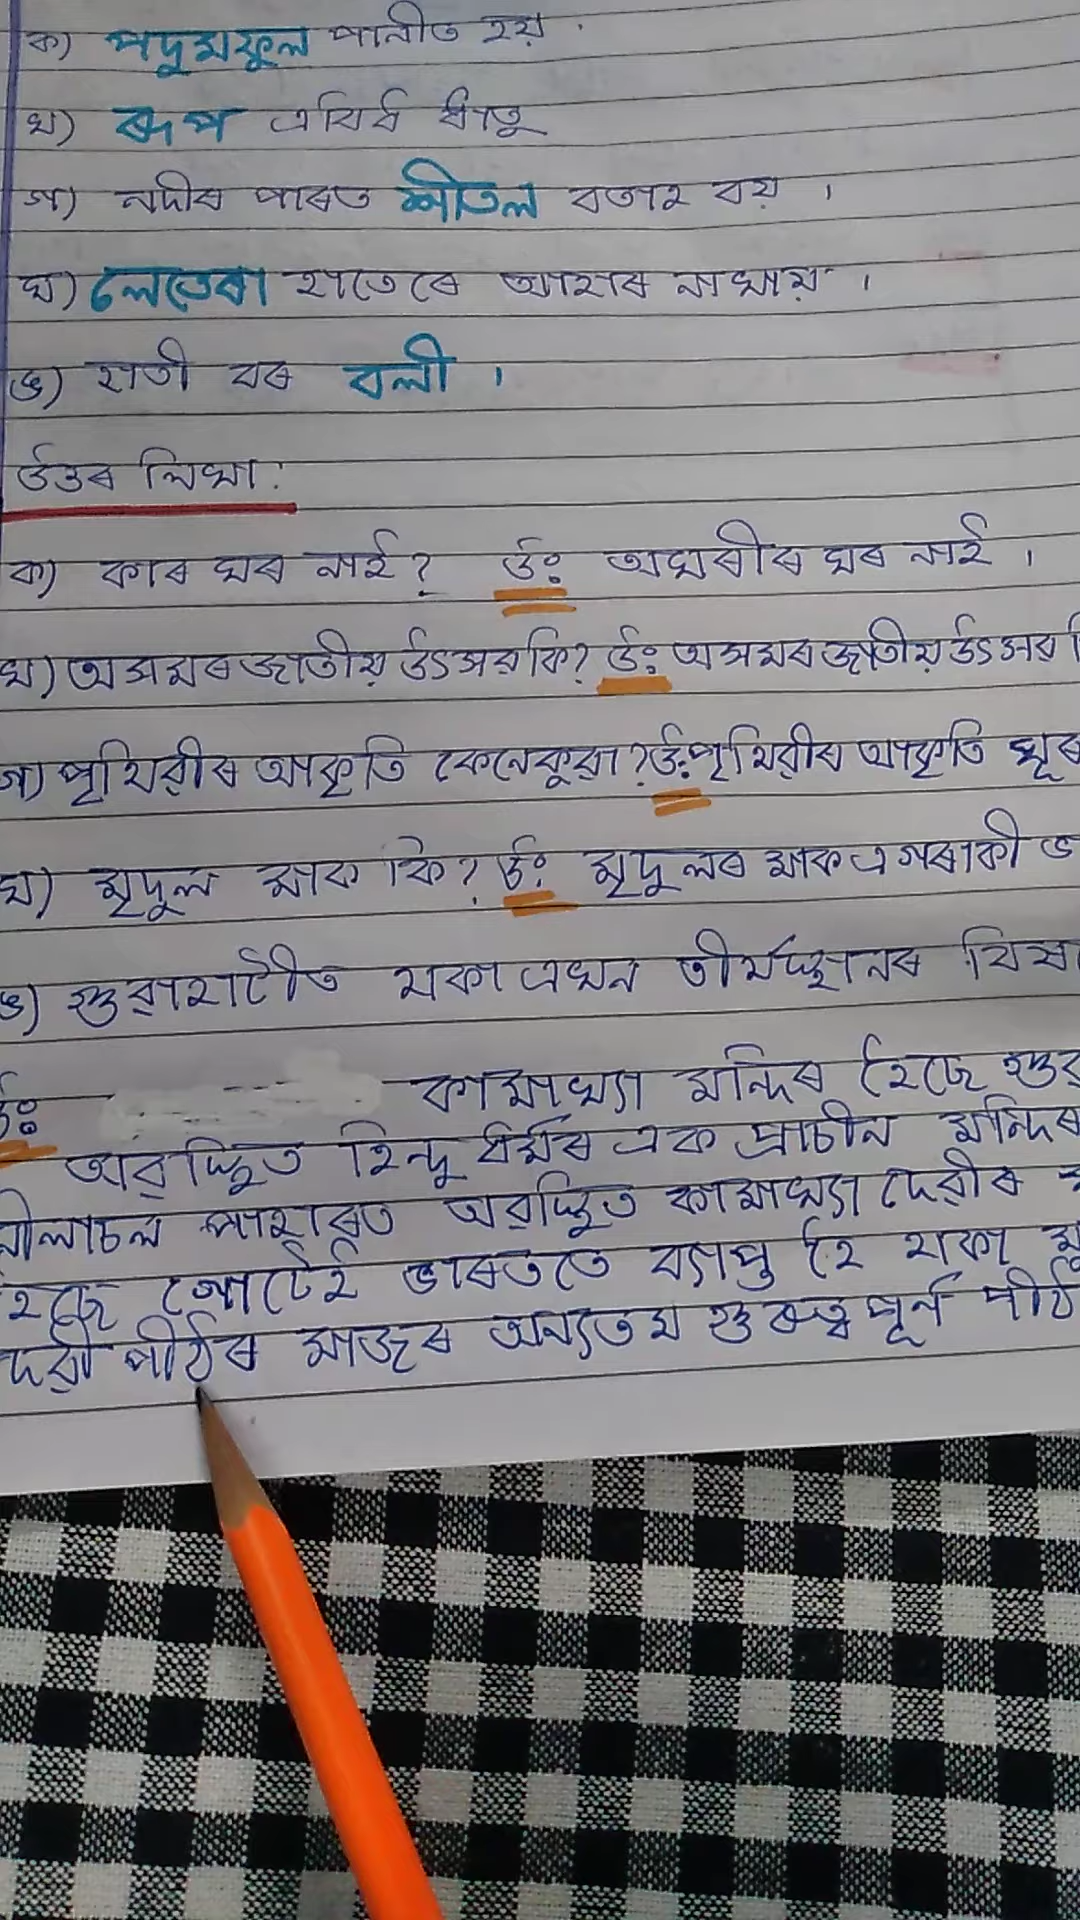 ক) পদুমফুল পানীত হয়.
খ) ৰূপ এবিধ ধাতু
গ) নদীৰ পাৰত শীতল বতাহ বয়।
ঘ) লেতেৰা হাতেৰে আহাৰ নাখায়।
ঙ) হাতী বৰ বলী।
উত্তৰ লিখা:
ক) কাৰ ঘৰ নাই? উঃ অঘৰীৰ ঘৰ নাই।
খ) অসমৰ জাতীয় উৎসৱ কি? উঃ অসমৰ জাতীয় উৎসৱ
গ) পৃথিৱীৰ আকৃতি কেনেকুৱা? উঃ পৃথিৱীৰ আকৃতি ঘূৰ
ঘ) মৃদুল মাক কি? উঃ মৃদুলৰ মাক এগৰাকী
ঙ) গুৱাহাটীত থকা এখন তীৰ্থস্থানৰ বিষ
উঃ কামাখ্যা মন্দিৰ হৈছে গুৱ
অৱস্থিত হিন্দু ধৰ্মৰ এক প্ৰাচীন মন্দিৰ
নীলাচল পাহাৰত অৱস্থিত কামাখ্যা দেৱীৰ
হৈছে গোটেই ভাৰততে ব্যাপ্ত হৈ থকা
দেৱী পীঠৰ মাজৰ অন্যতম গুৰুত্বপূৰ্ন পীঠ